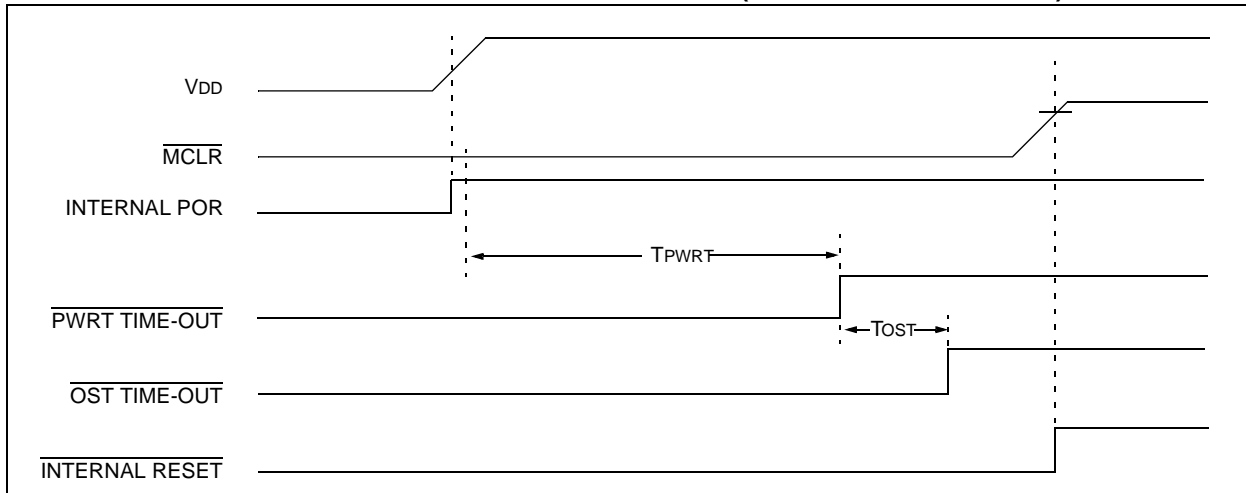 VDD
MCLR
INTERNAL POR
TPWRT
PWRT TIME-OUT
TOST
OST TIME-OUT
INTERNAL RESET